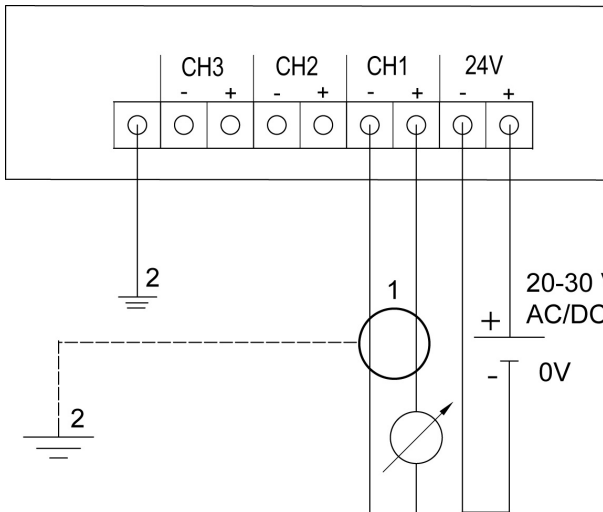 CH3 CH2 CH1 24V
- + - + - + - +
2
1
20-30 V
AC/DC
+
- 0V
2